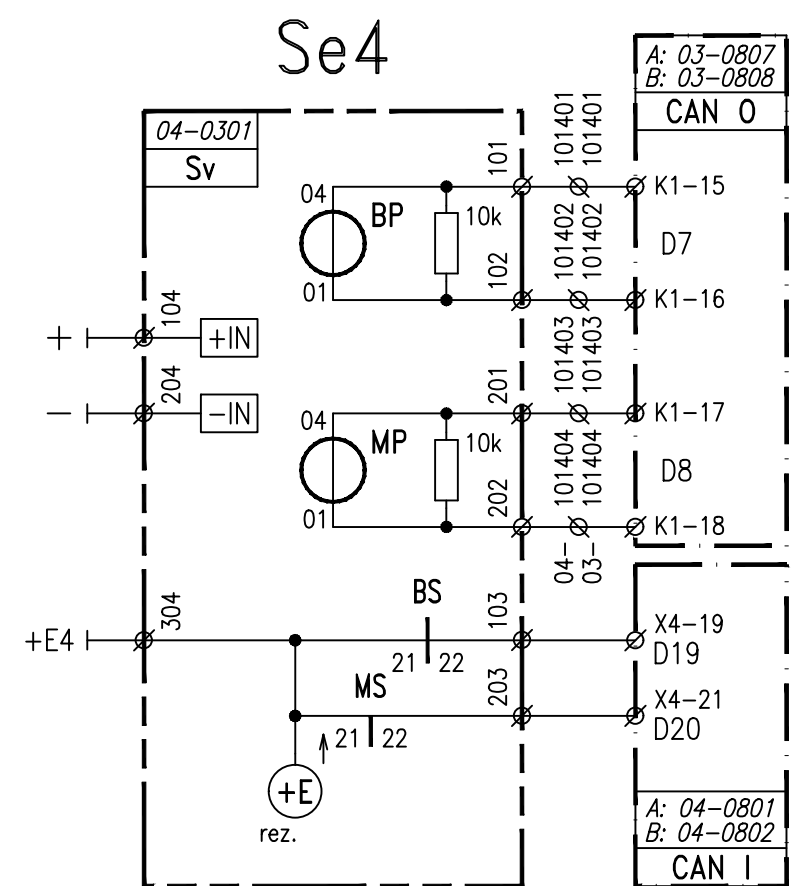 Se4
A: 03-0807
B: 03-0808
CAN 0
04-0301
Sv
101
101401
101401
04
BP
10k
K1-15
D7
01
102
101402
101402
K1-16
+
104
+IN
101403
101403
−
204
-IN
04
MP
10k
201
K1-17
D8
01
202
101404
101404
K1-18
04-
03-
+E4
304
BS
21
22
103
X4-19
D19
MS
21
22
203
X4-21
D20
+E
rez.
A: 04-0801
B: 04-0802
CAN I